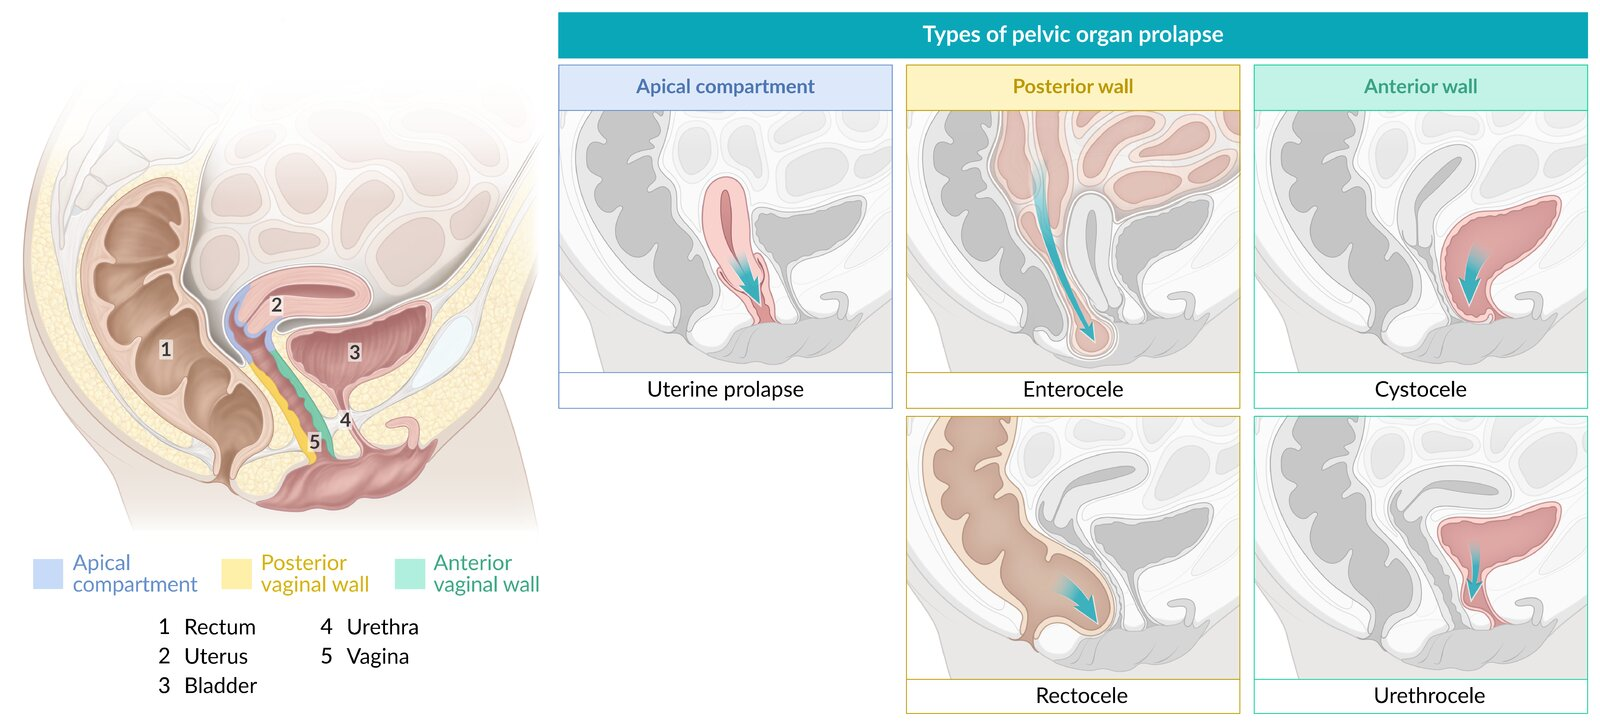 Types of pelvic organ prolapse
Apical compartment
Posterior wall
Anterior wall
1
2
3
4
5
Uterine prolapse
Enterocele
Cystocele
Rectocele
Urethrocele
Apical
compartment
Posterior
vaginal wall
Anterior
vaginal wall
1 Rectum
2 Uterus
3 Bladder
4 Urethra
5 Vagina